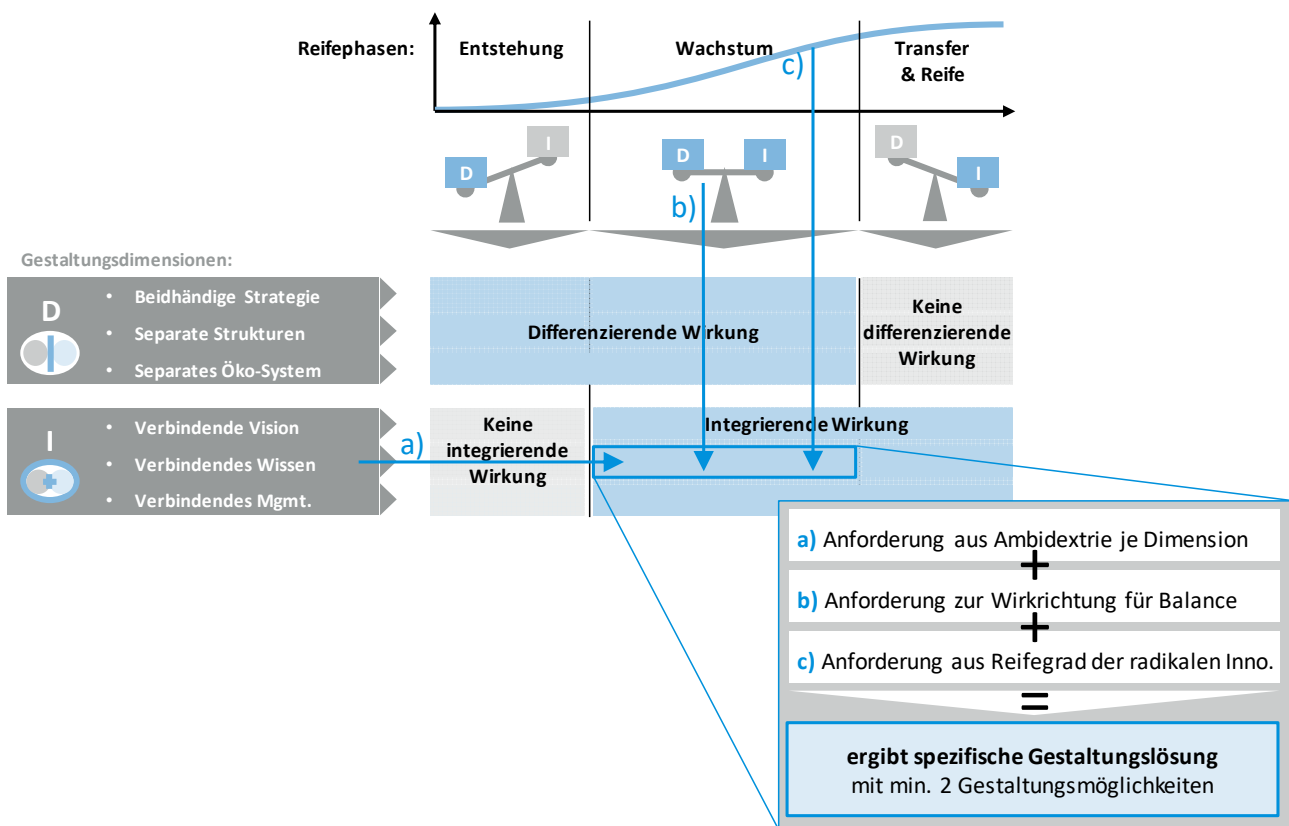 Reifephasen:
Entstehung
Wachstum
Transfer
& Reife
c)
I
D
D
I
D
I
b)
Gestaltungsdimensionen:
D
• Beidhändige Strategie
• Separate Strukturen
• Separates Öko-System
Differenzierende Wirkung
Keine
differenzierende
Wirkung
I
• Verbindende Vision
• Verbindendes Wissen
• Verbindendes Mgmt.
a)
Keine
integrierende
Wirkung
Integrierende Wirkung
a) Anforderung aus Ambidextrie je Dimension
+
b) Anforderung zur Wirkrichtung für Balance
+
c) Anforderung aus Reifegrad der radikalen Inno.
=
ergibt spezifische Gestaltungslösung
mit min. 2 Gestaltungsmöglichkeiten